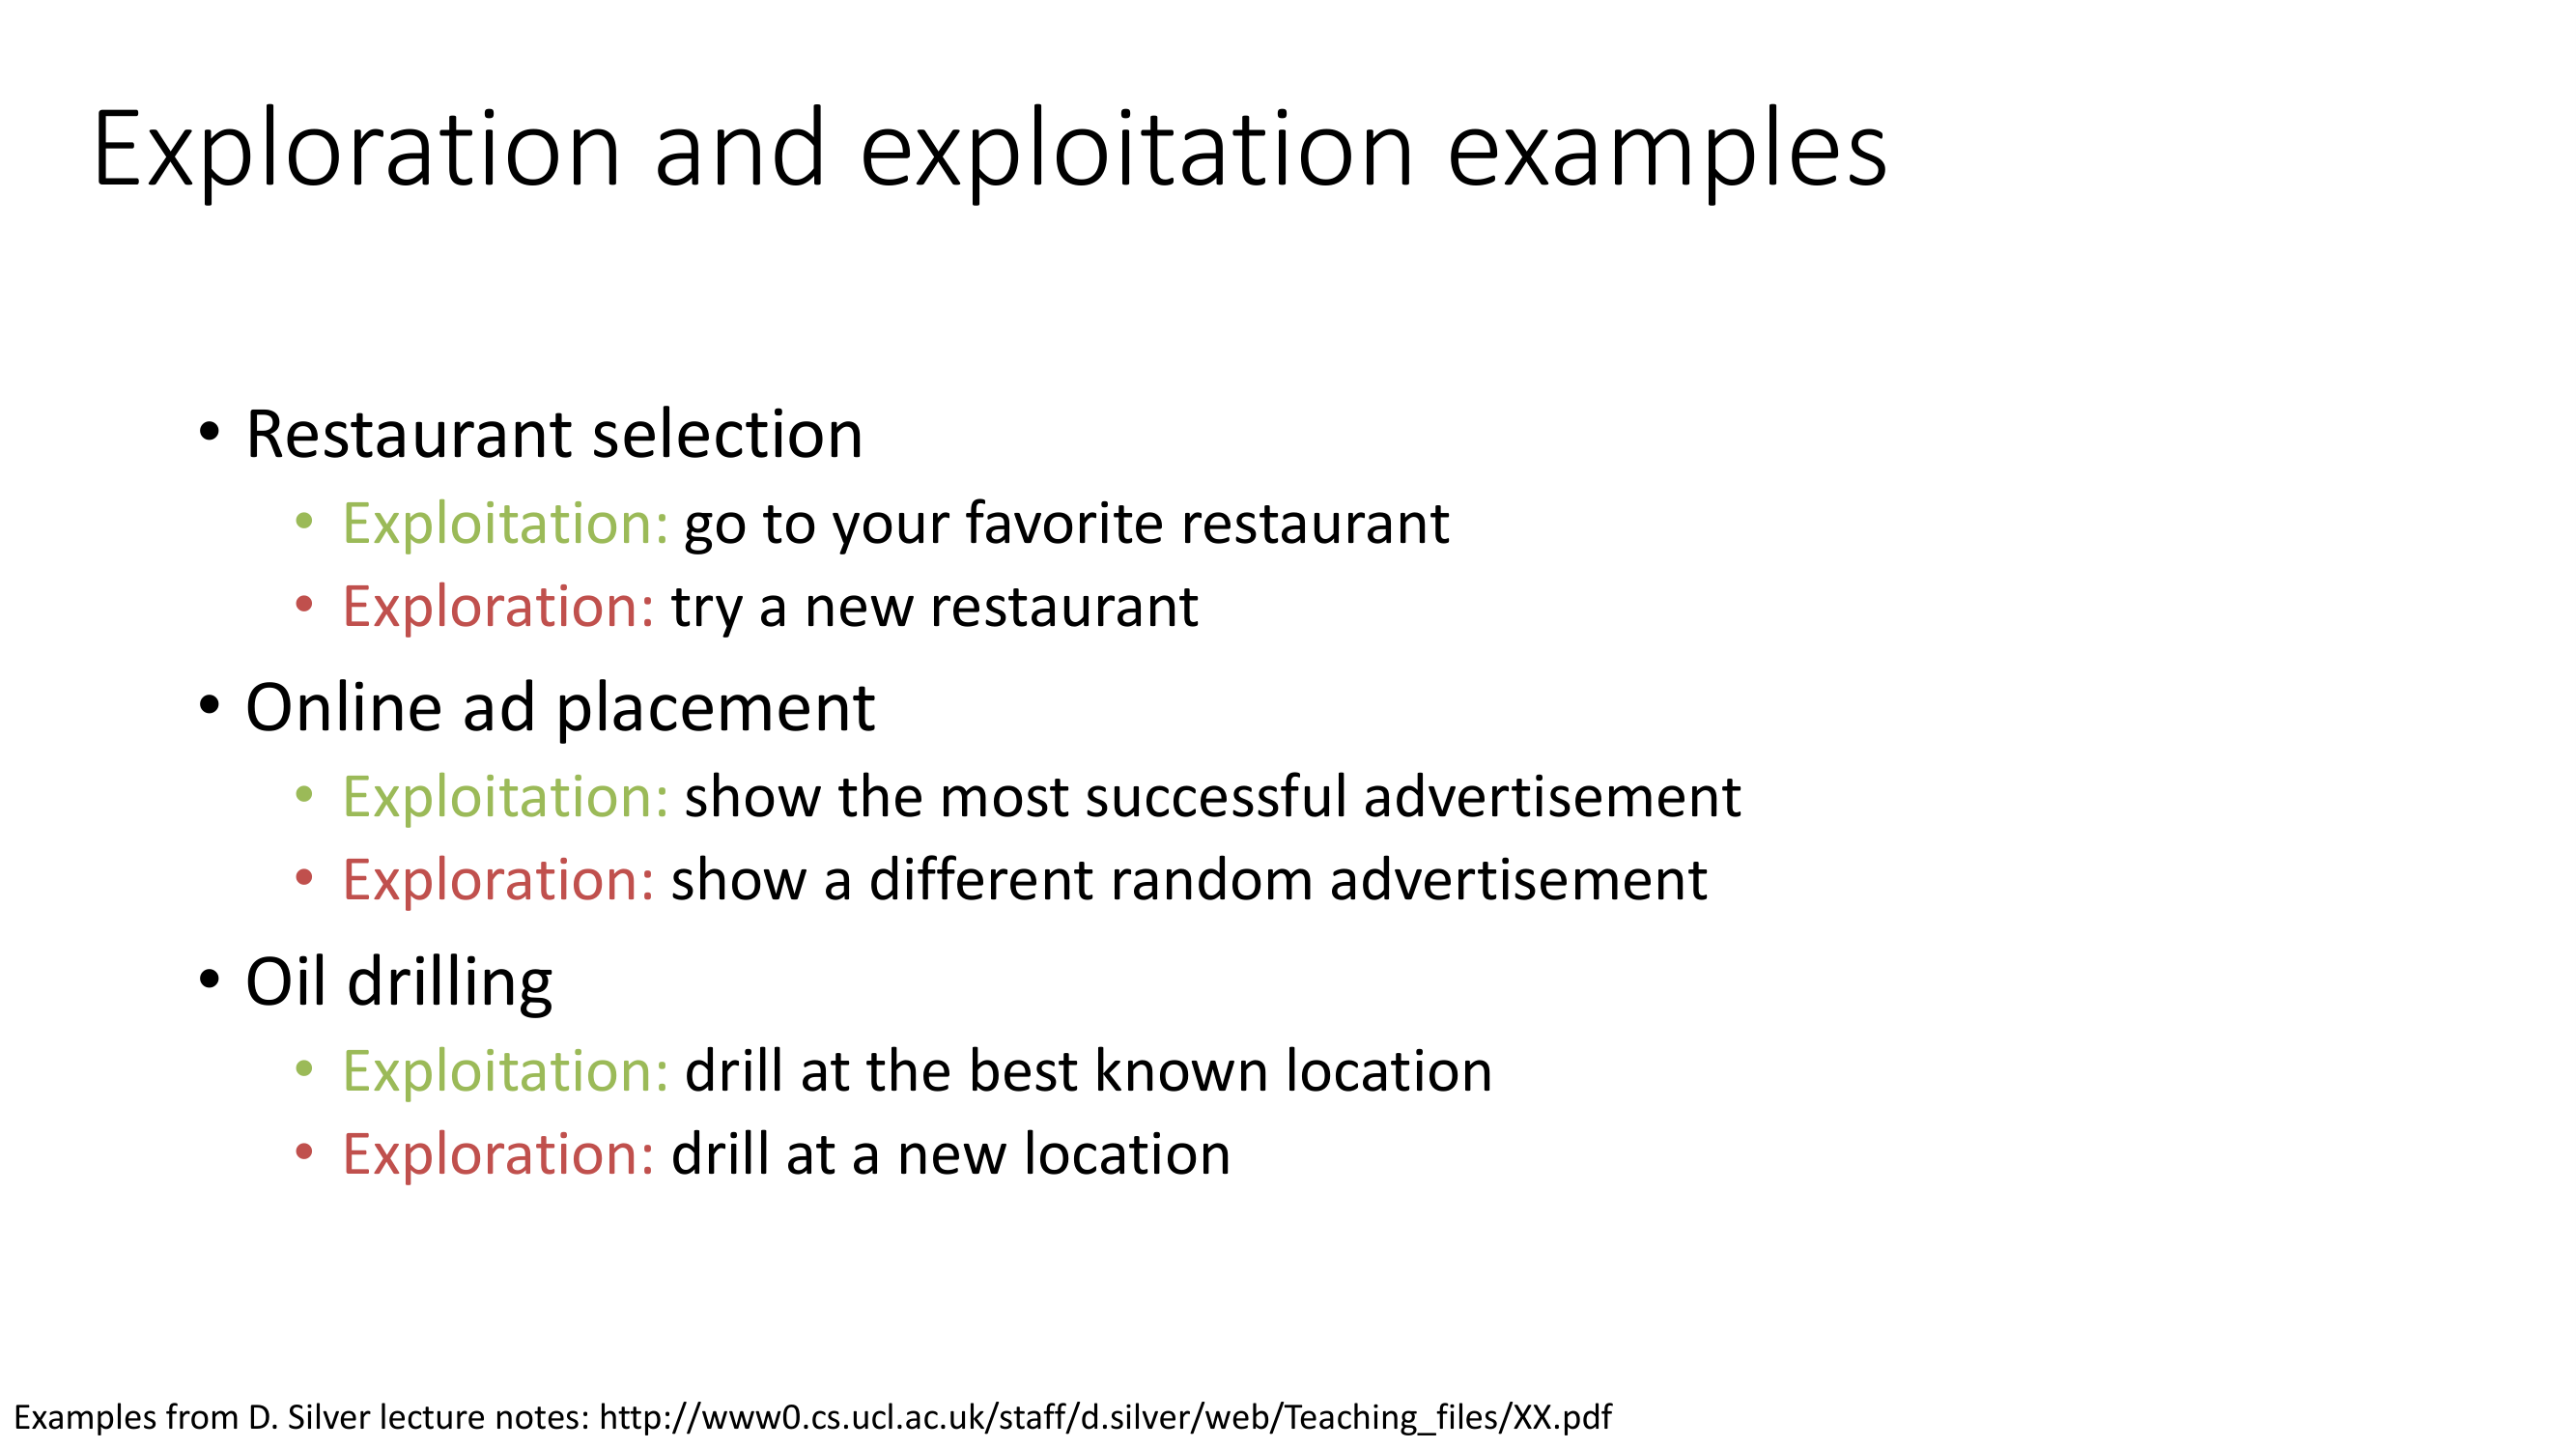 Exploration and exploitation examples
• Restaurant selection
• Exploitation: go to your favorite restaurant
• Exploration: try a new restaurant
• Online ad placement
• Exploitation: show the most successful advertisement
• Exploration: show a different random advertisement
• Oil drilling
• Exploitation: drill at the best known location
• Exploration: drill at a new location
Examples from D. Silver lecture notes: http://www0.cs.ucl.ac.uk/staff/d.silver/web/Teaching_files/XX.pdf